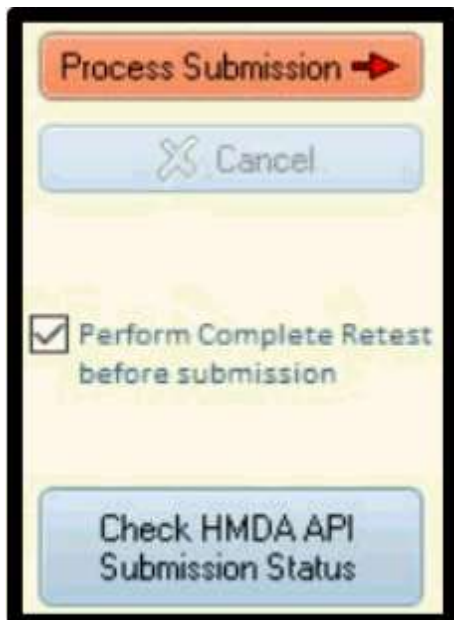 Process Submission
Cancel
Perform Complete Retest
before submission
Check HMDA API
Submission Status